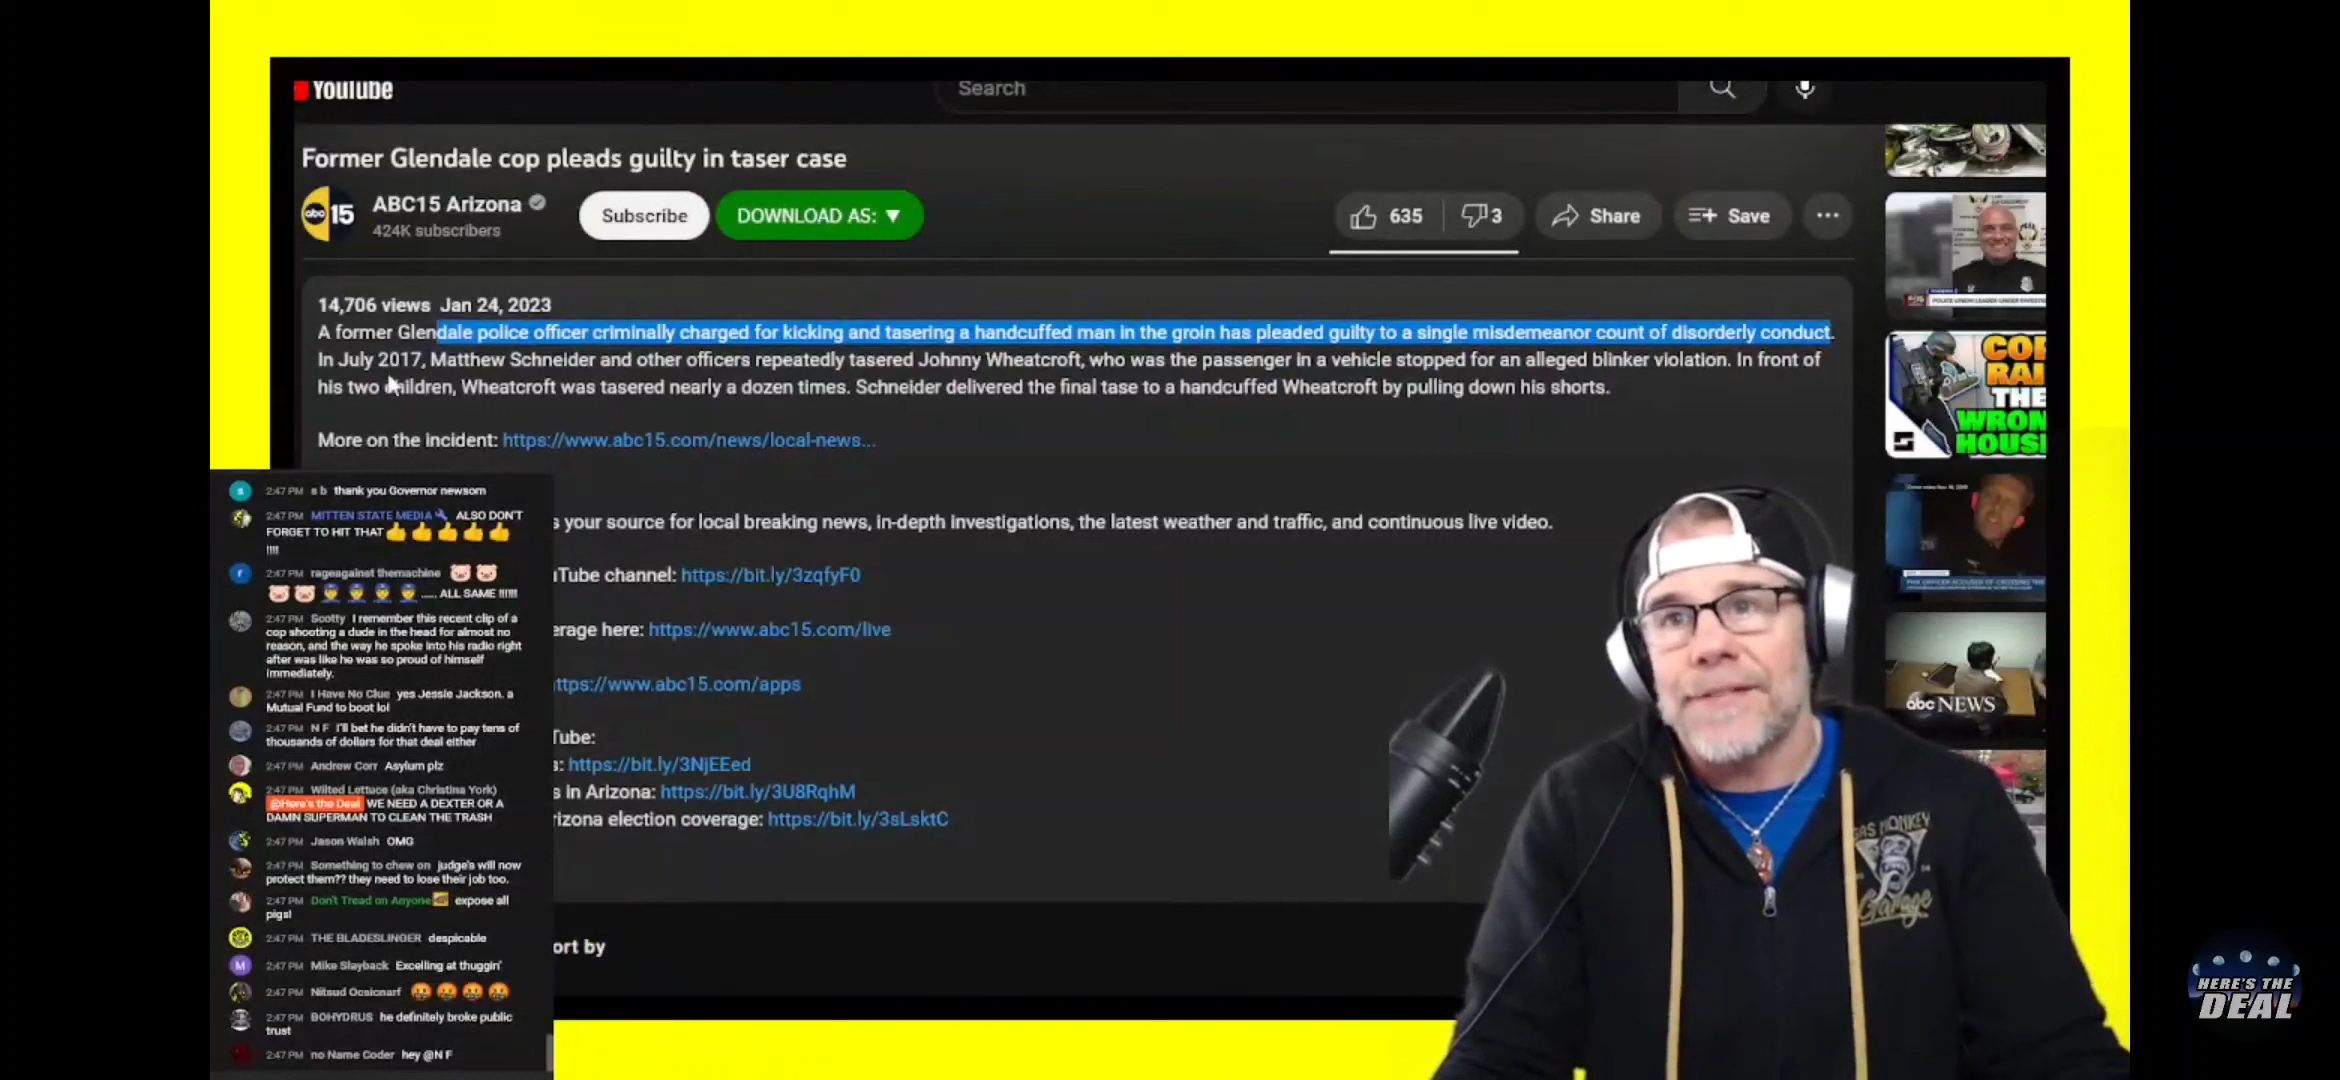 YouTube
Search
Former Glendale cop pleads guilty in taser case
abc 15
ABC15 Arizona
424K subscribers
Subscribe
DOWNLOAD AS: ▼
635
3
Share
Save
14,706 views Jan 24, 2023
A former Glendale police officer criminally charged for kicking and tasering a handcuffed man in the groin has pleaded guilty to a single misdemeanor count of disorderly conduct.
In July 2017, Matthew Schneider and other officers repeatedly tasered Johnny Wheatcroft, who was the passenger in a vehicle stopped for an alleged blinker violation. In front of
his two children, Wheatcroft was tasered nearly a dozen times. Schneider delivered the final tase to a handcuffed Wheatcroft by pulling down his shorts.
More on the incident: https://www.abc15.com/news/local-news...
s your source for local breaking news, in-depth investigations, the latest weather and traffic, and continuous live video.
Tube channel: https://bit.ly/3zqfyF0
erage here: https://www.abc15.com/live
ttps://www.abc15.com/apps
Tube:
s: https://bit.ly/3NjEEed
s in Arizona: https://bit.ly/3U8RqhM
rizona election coverage: https://bit.ly/3sLsktC
ort by
s
2:47 PM s b thank you Governor newsom
2:47 PM MITTEN STATE MEDIA ALSO DON'T
FORGET TO HIT THAT 👍👍👍👍👍
!!!!
r
2:47 PM rageagainst themachine 🐷🐷
🐷🐷👮👮👮👮 ..... ALL SAME !!!!!!
2:47 PM Scotty I remember this recent clip of a
cop shooting a dude in the head for almost no
reason, and the way he spoke into his radio right
after was like he was so proud of himself
immediately.
2:47 PM I Have No Clue yes Jessie Jackson. a
Mutual Fund to boot lol
2:47 PM N F I'll bet he didn't have to pay tens of
thousands of dollars for that deal either
2:47 PM Andrew Corr Asylum plz
2:47 PM Wilted Lettuce (aka Christina York)
@Here's the Deal WE NEED A DEXTER OR A
DAMN SUPERMAN TO CLEAN THE TRASH
2:47 PM Jason Walsh OMG
2:47 PM Something to chew on judge's will now
protect them?? they need to lose their job too.
2:47 PM Don't Tread on Anyone expose all
pigs!
2:47 PM THE BLADESLINGER despicable
M
2:47 PM Mike Slayback Excelling at thuggin'
2:47 PM Nitsud Ocsicnarf 🤬🤬🤬🤬
2:47 PM BOHYDRUS he definitely broke public
trust
2:47 PM no Name Coder hey @N F
COP
RAI
THE
WRON
HOUS
abc NEWS
GAS MONKEY
Garage
HERE'S THE
DEAL